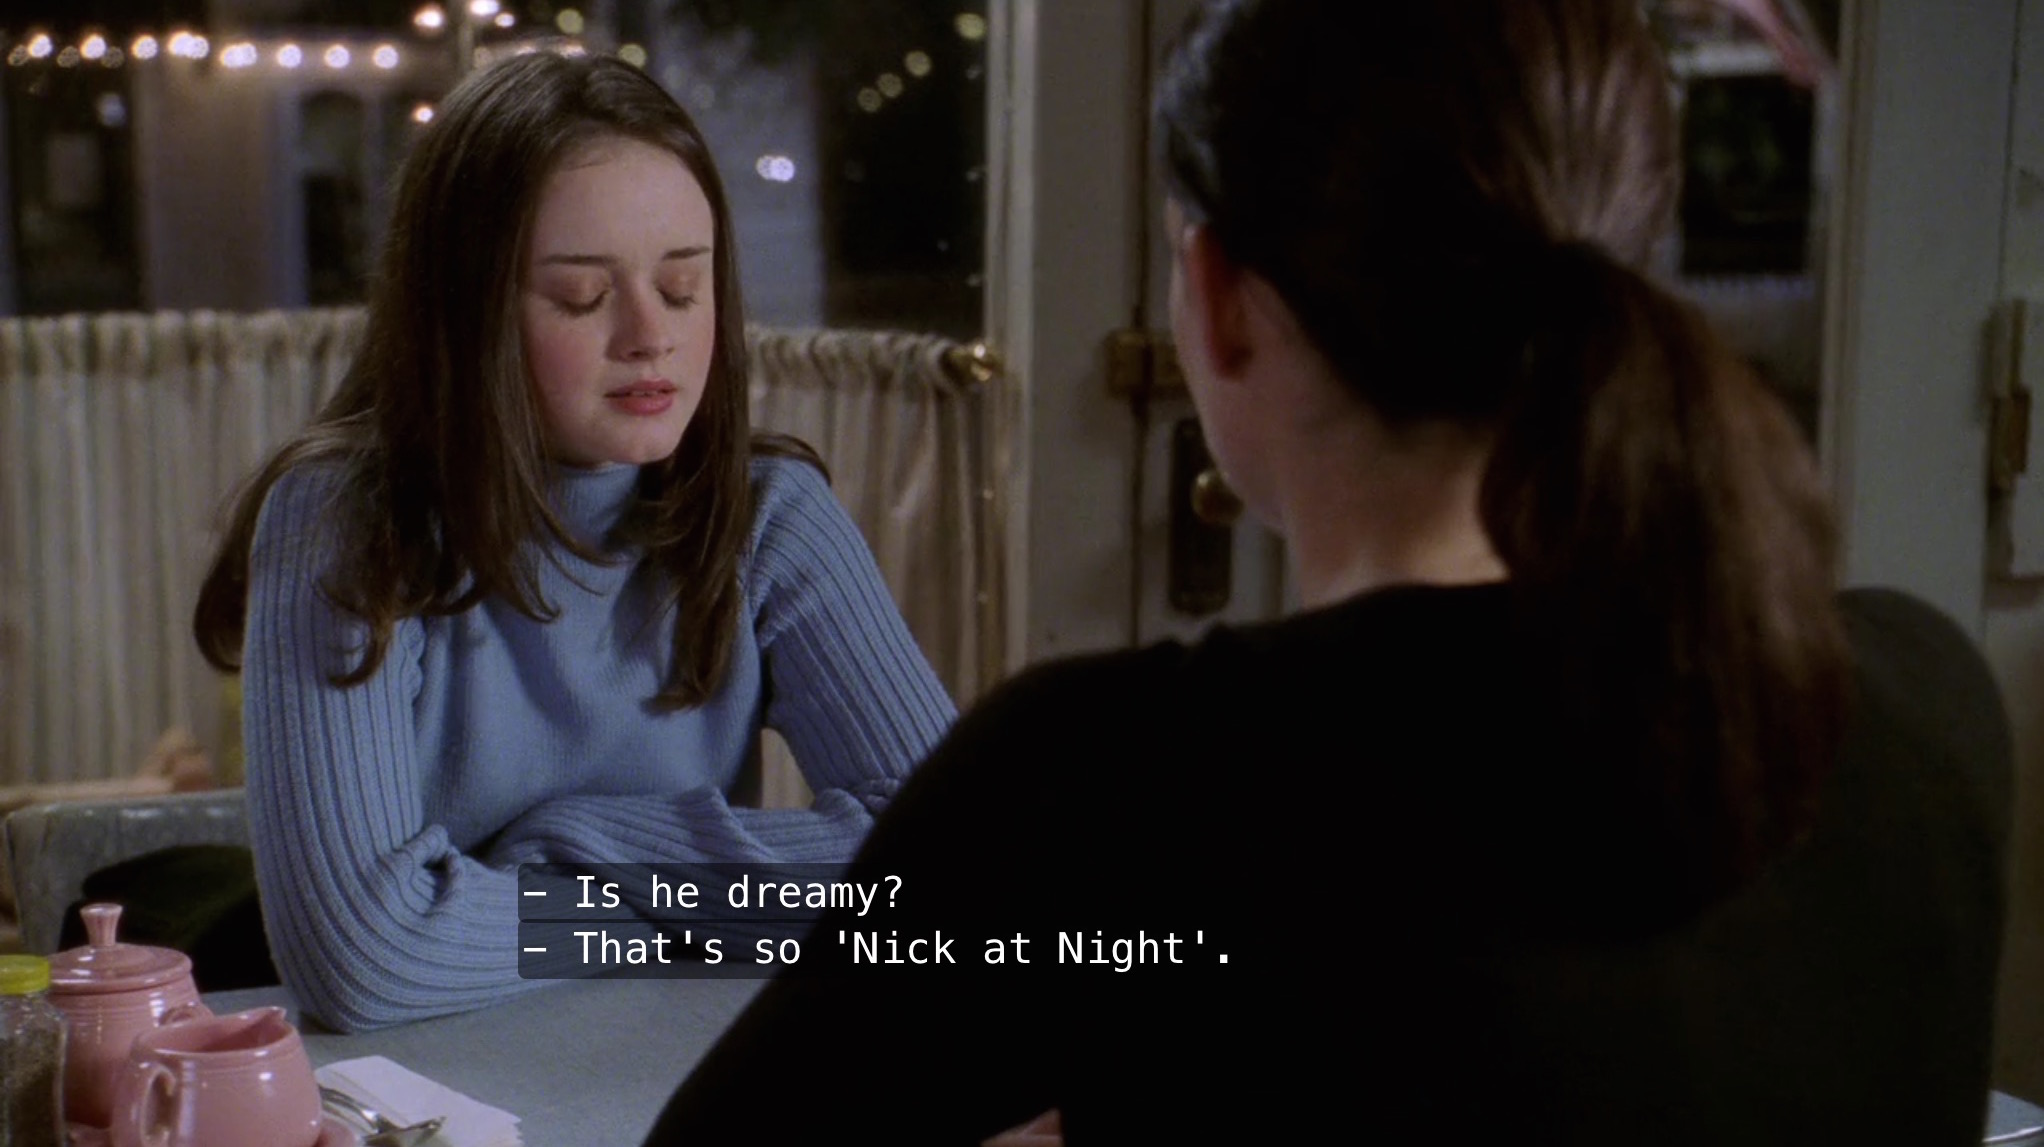 - Is he dreamy?
- That's so 'Nick at Night'.